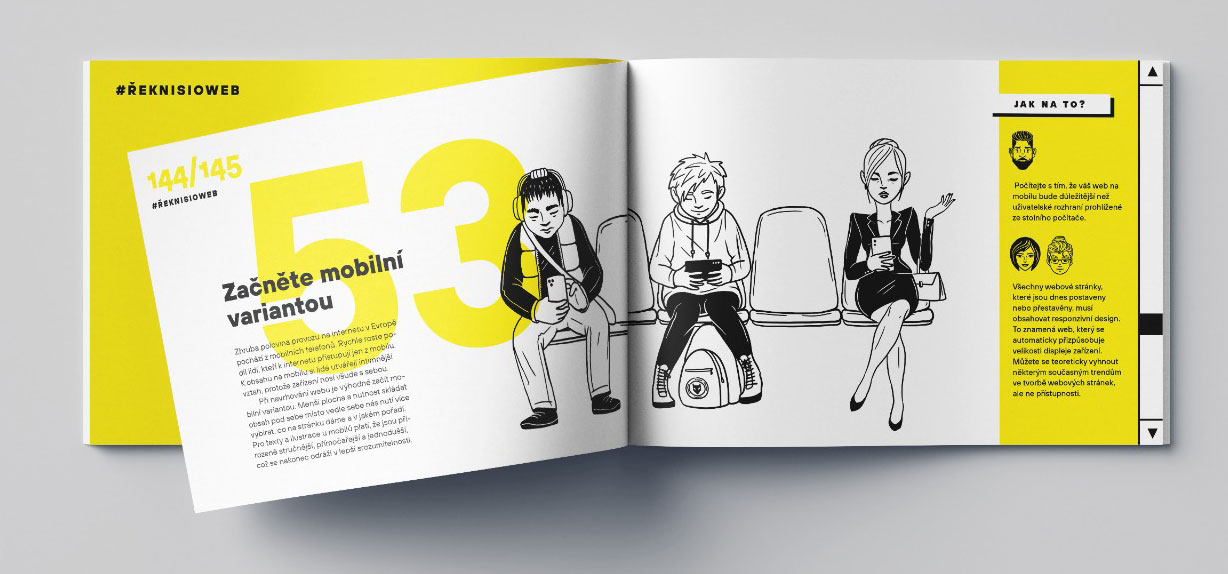 #ŘEKNISIOWEB
144/145
#ŘEKNISIOWEB
53
Začněte mobilní
variantou
Zhruba polovina provozu na internetu v Evropě
pochází z mobilních telefonů. Rychle roste po-
díl lidí, kteří k internetu přistupují jen z mobilu.
K obsahu na mobilu si lidé utvářejí intimnější
vztah, protože zařízení nosí všude s sebou.
Při navrhování webu je výhodné začít mo-
bilní variantou. Menší plocha a nutnost skládat
obsah pod sebe místo vedle sebe nás nutí více
vybírat, co na stránku dáme a v jakém pořadí.
Pro texty a ilustrace u mobilů platí, že jsou při-
rozeně stručnější, přímočařejší a jednodušší,
což se nakonec odráží v lepší srozumitelnosti.
JAK NA TO?
Počítejte s tím, že váš web na
mobilu bude důležitější než
uživatelské rozhraní prohlížené
ze stolního počítače.
Všechny webové stránky,
které jsou dnes postaveny
nebo přestavěny, musí
obsahovat responzivní design.
To znamená web, který se
automaticky přizpůsobuje
velikosti displeje zařízení.
Můžete se teoreticky vyhnout
některým současným trendům
ve tvorbě webových stránek,
ale ne přístupnosti.